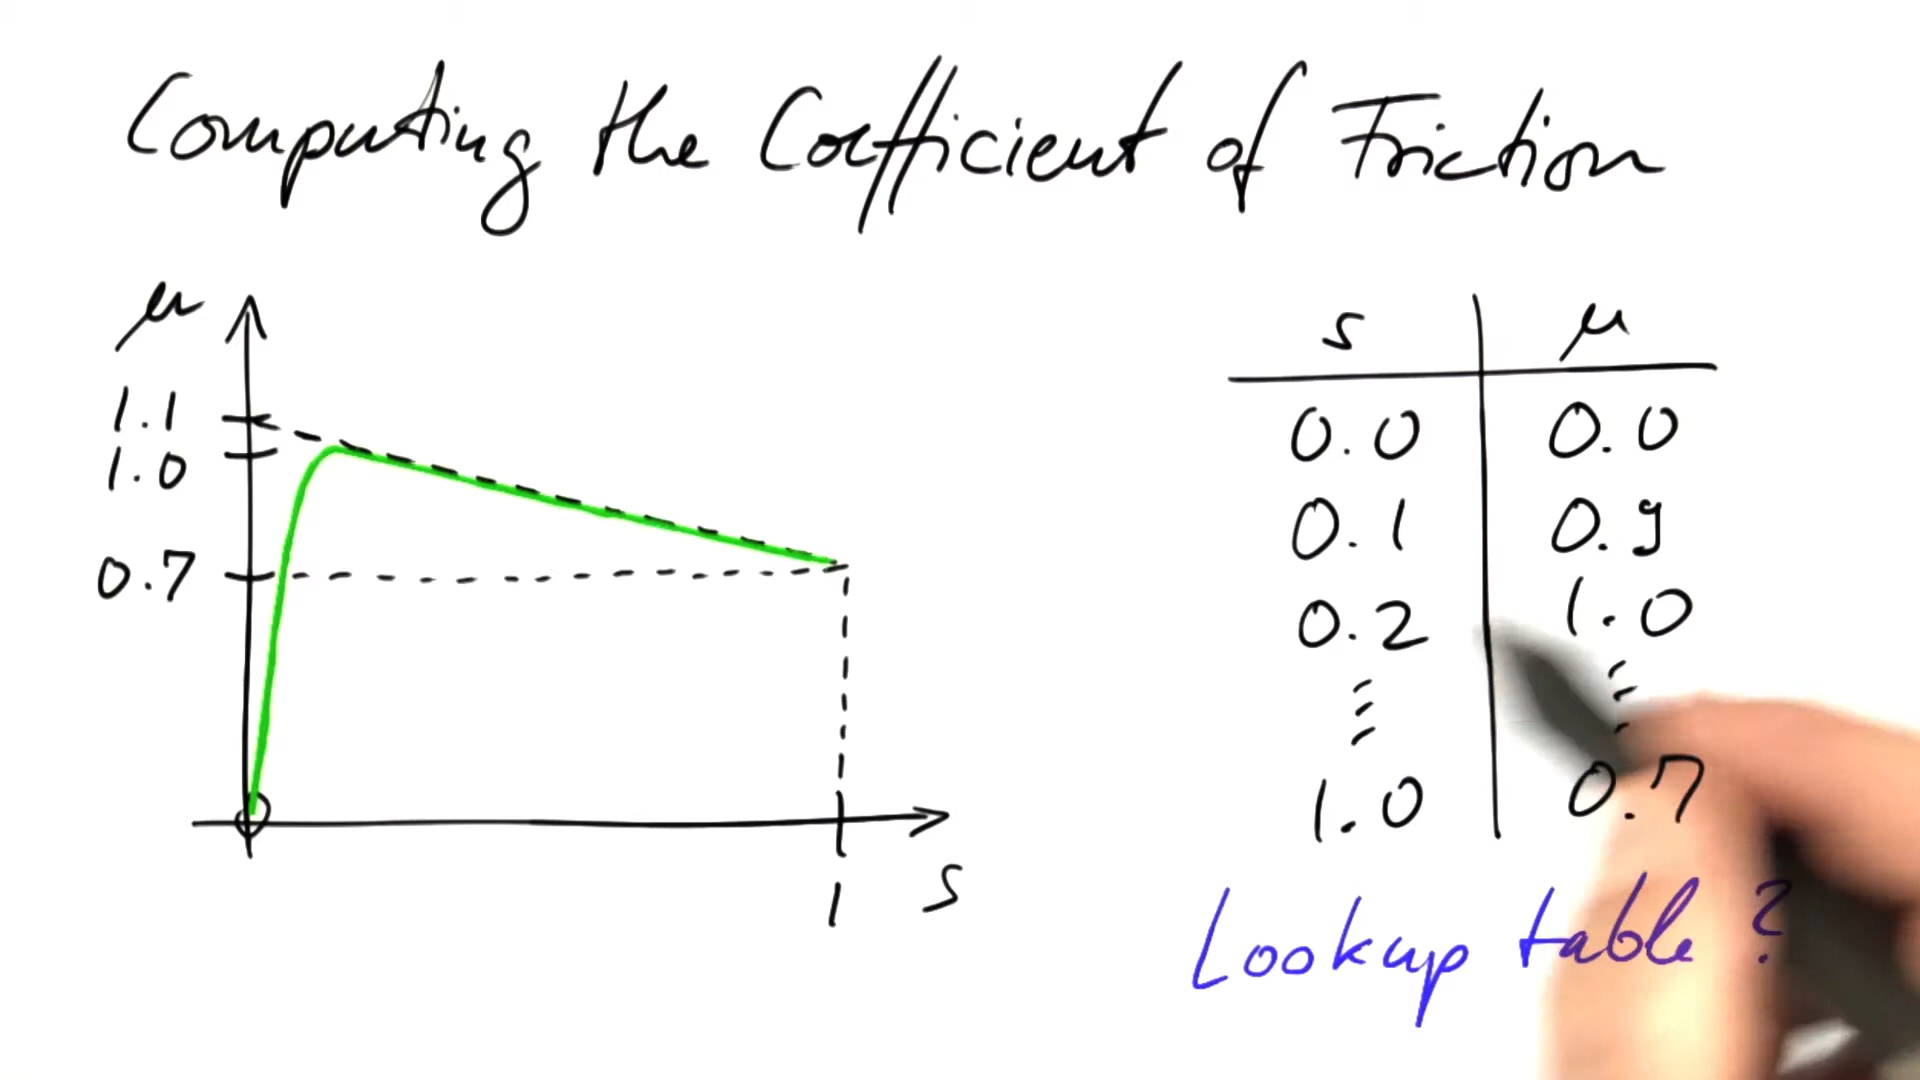 Computing the Coefficient of Friction
μ
1.1
1.0
0.7
1 s
s μ
0.0 0.0
0.1 0.9
0.2 1.0
1.0 0.7
Lookup table?